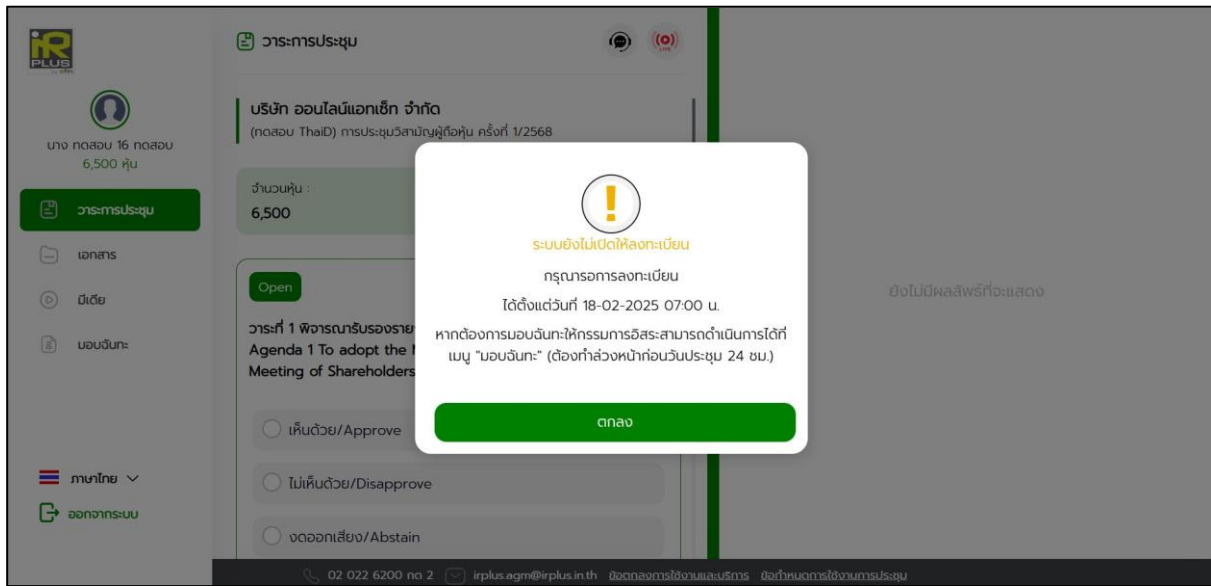 IR
PLUS
นาง ทดสอบ 16 ทดสอบ
6,500 หุ้น
วาระการประชุม
เอกสาร
มีเดีย
มอบฉันทะ
ภาษาไทย
ออกจากระบบ
วาระการประชุม
LIVE
บริษัท ออนไลน์แอทเซ็ท จำกัด
(ทดสอบ ThaiD) การประชุมวิสามัญผู้ถือหุ้น ครั้งที่ 1/2568
จำนวนหุ้น :
6,500
Open
วาระที่ 1 พิจารณารับรองราย
Agenda 1 To adopt the
Meeting of Shareholders
เห็นด้วย/Approve
ไม่เห็นด้วย/Disapprove
งดออกเสียง/Abstain
ระบบยังไม่เปิดให้ลงทะเบียน
กรุณารอการลงทะเบียน
ได้ตั้งแต่วันที่ 18-02-2025 07:00 น.
หากต้องการมอบฉันทะให้กรรมการอิสระสามารถดำเนินการได้ที่
เมนู "มอบฉันทะ" (ต้องทำล่วงหน้าก่อนวันประชุม 24 ชม.)
ตกลง
ยังไม่มีผลลัพธ์ที่จะแสดง
02 022 6200 กด 2 irplus.agm@irplus.in.th ข้อตกลงการใช้งานและบริการ ข้อกำหนดการใช้งานการประชุม